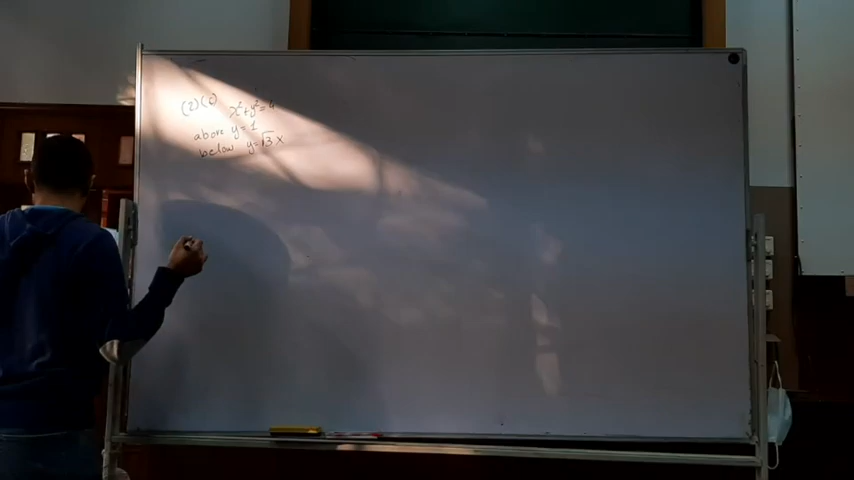 (2)(c)
x²+y²=4
above y=1
below y=√3 x